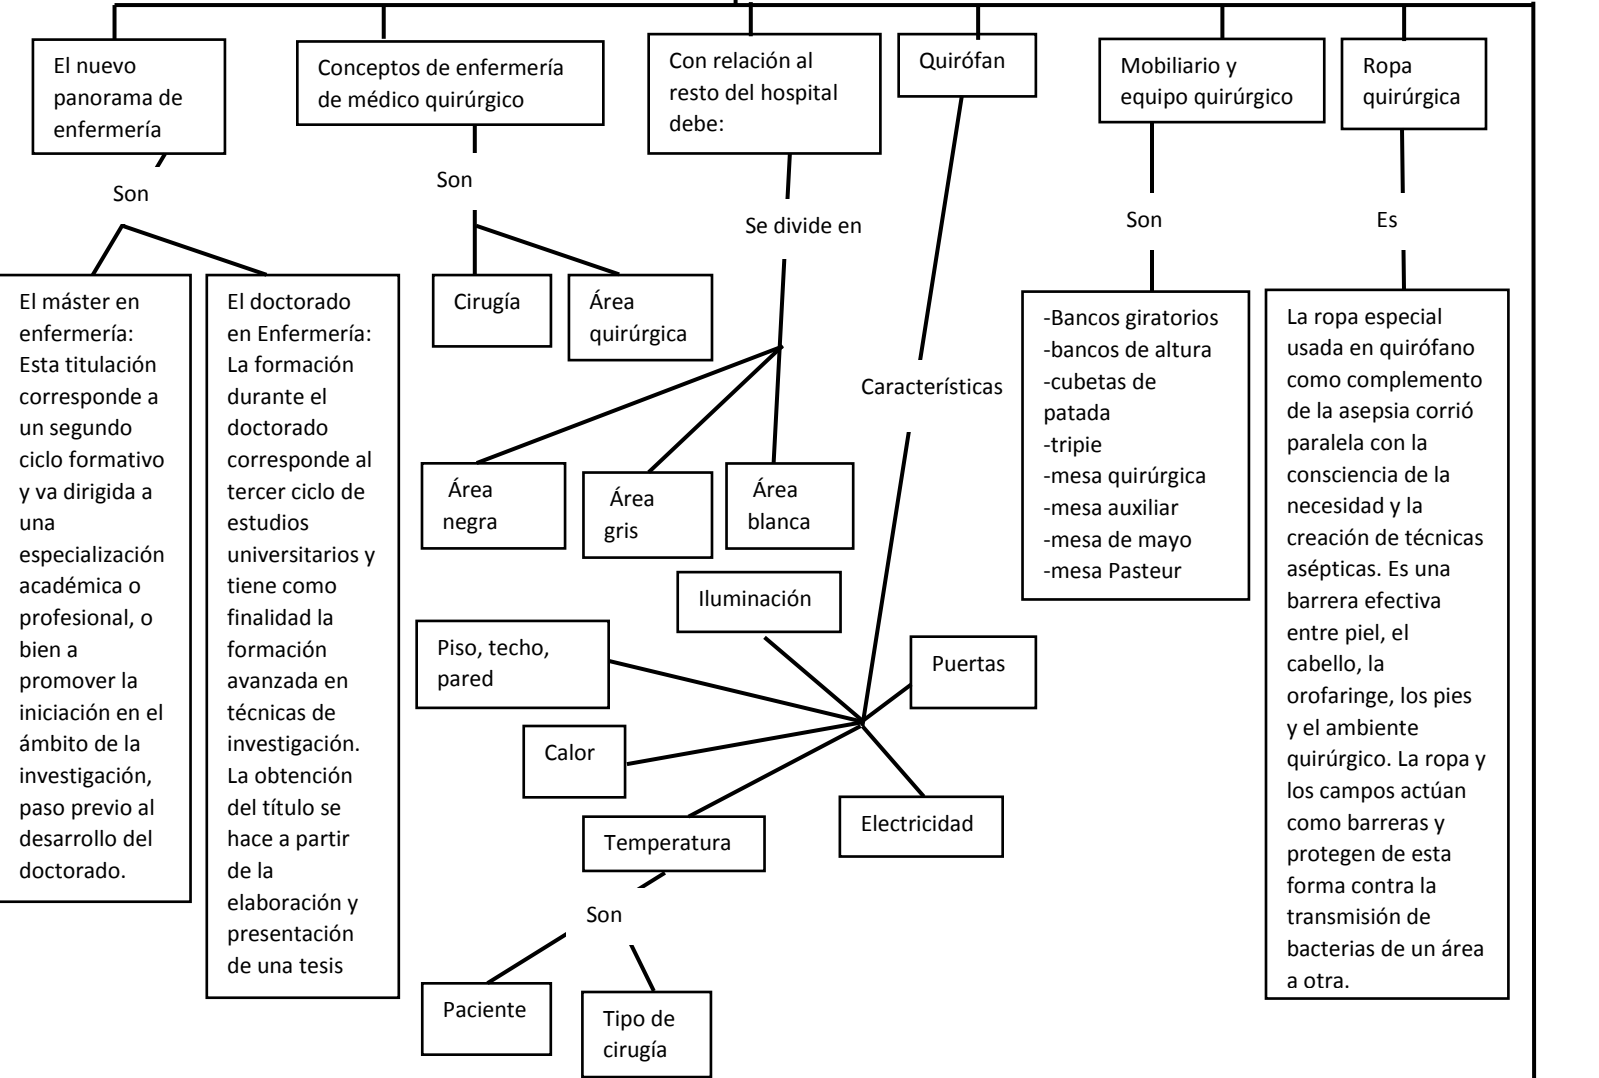 El nuevo
panorama de
enfermería
Conceptos de enfermería
de médico quirúrgico
Con relación al
resto del hospital
debe:
Quirófan
Mobiliario y
equipo quirúrgico
Ropa
quirúrgica
Son
Son
Se divide en
Características
Son
Es
El máster en
enfermería:
Esta titulación
corresponde a
un segundo
ciclo formativo
y va dirigida a
una
especialización
académica o
profesional, o
bien a
promover la
iniciación en el
ámbito de la
investigación,
paso previo al
desarrollo del
doctorado.
El doctorado
en Enfermería:
La formación
durante el
doctorado
corresponde al
tercer ciclo de
estudios
universitarios y
tiene como
finalidad la
formación
avanzada en
técnicas de
investigación.
La obtención
del título se
hace a partir
de la
elaboración y
presentación
de una tesis
Cirugía
Área
quirúrgica
Área
negra
Área
gris
Área
blanca
Iluminación
Piso, techo,
pared
Puertas
Calor
Temperatura
Electricidad
Son
Paciente
Tipo de
cirugía
-Bancos giratorios
-bancos de altura
-cubetas de
patada
-tripie
-mesa quirúrgica
-mesa auxiliar
-mesa de mayo
-mesa Pasteur
La ropa especial
usada en quirófano
como complemento
de la asepsia corrió
paralela con la
consciencia de la
necesidad y la
creación de técnicas
asépticas. Es una
barrera efectiva
entre piel, el
cabello, la
orofaringe, los pies
y el ambiente
quirúrgico. La ropa y
los campos actúan
como barreras y
protegen de esta
forma contra la
transmisión de
bacterias de un área
a otra.